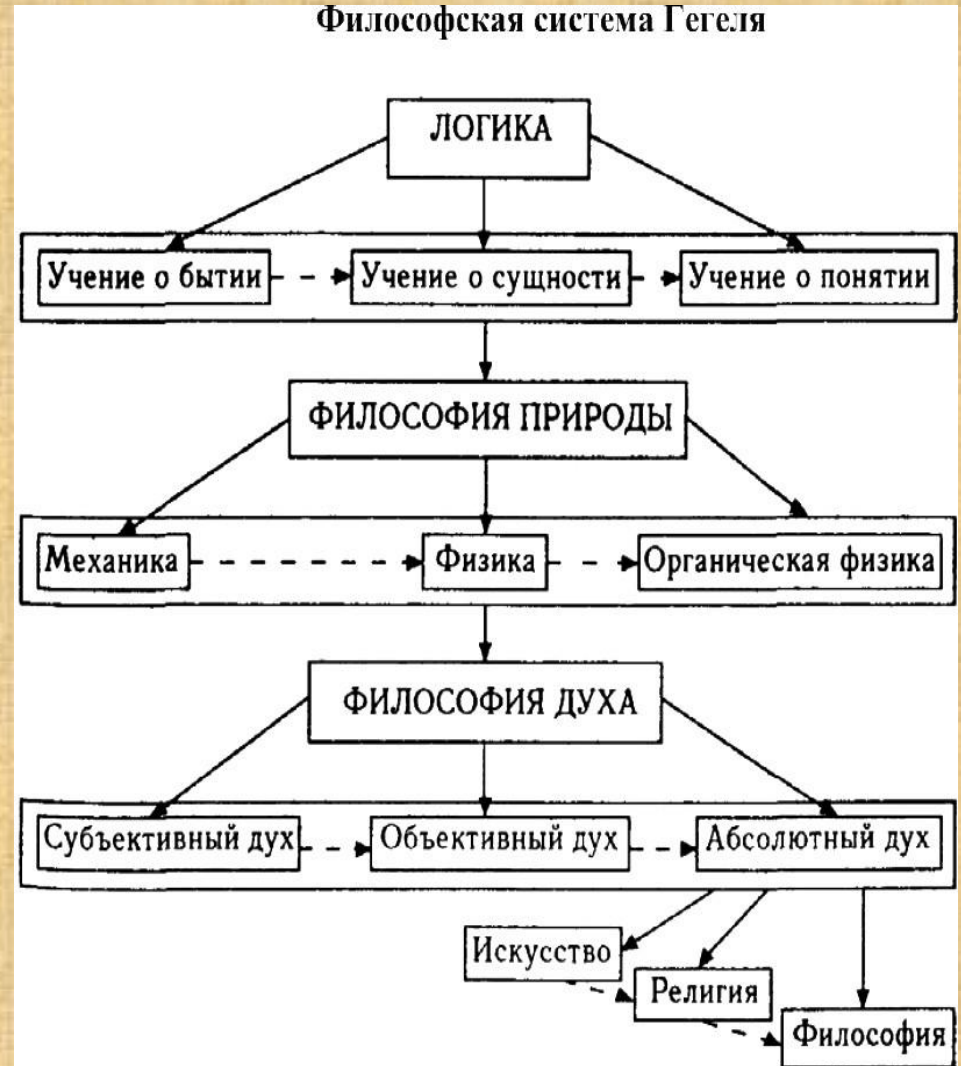 Философская система Гегеля
ЛОГИКА
Учение о бытии
Учение о сущности
Учение о понятии
ФИЛОСОФИЯ ПРИРОДЫ
Механика
Физика
Органическая физика
ФИЛОСОФИЯ ДУХА
Субъективный дух
Объективный дух
Абсолютный дух
Искусство
Религия
Философия